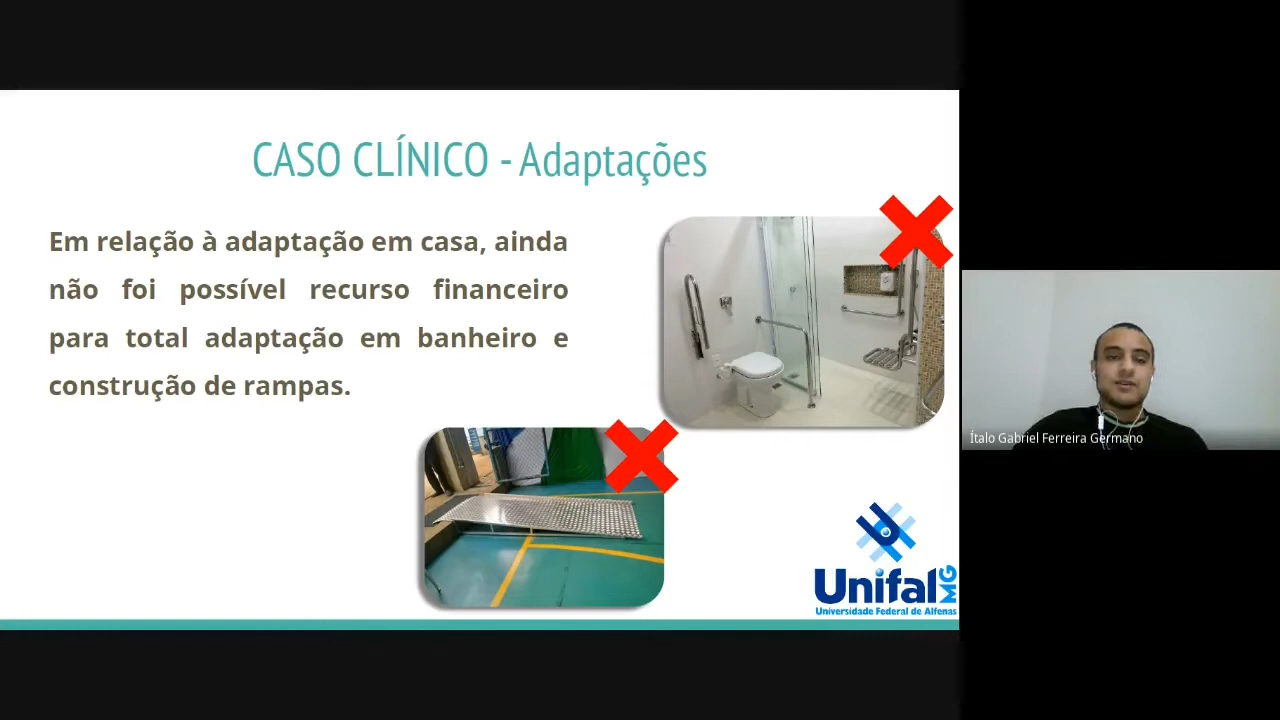 CASO CLÍNICO - Adaptações
Em relação à adaptação em casa, ainda
não foi possível recurso financeiro
para total adaptação em banheiro e
construção de rampas.
Ítalo Gabriel Ferreira Germano
Unifal MG
Universidade Federal de Alfenas